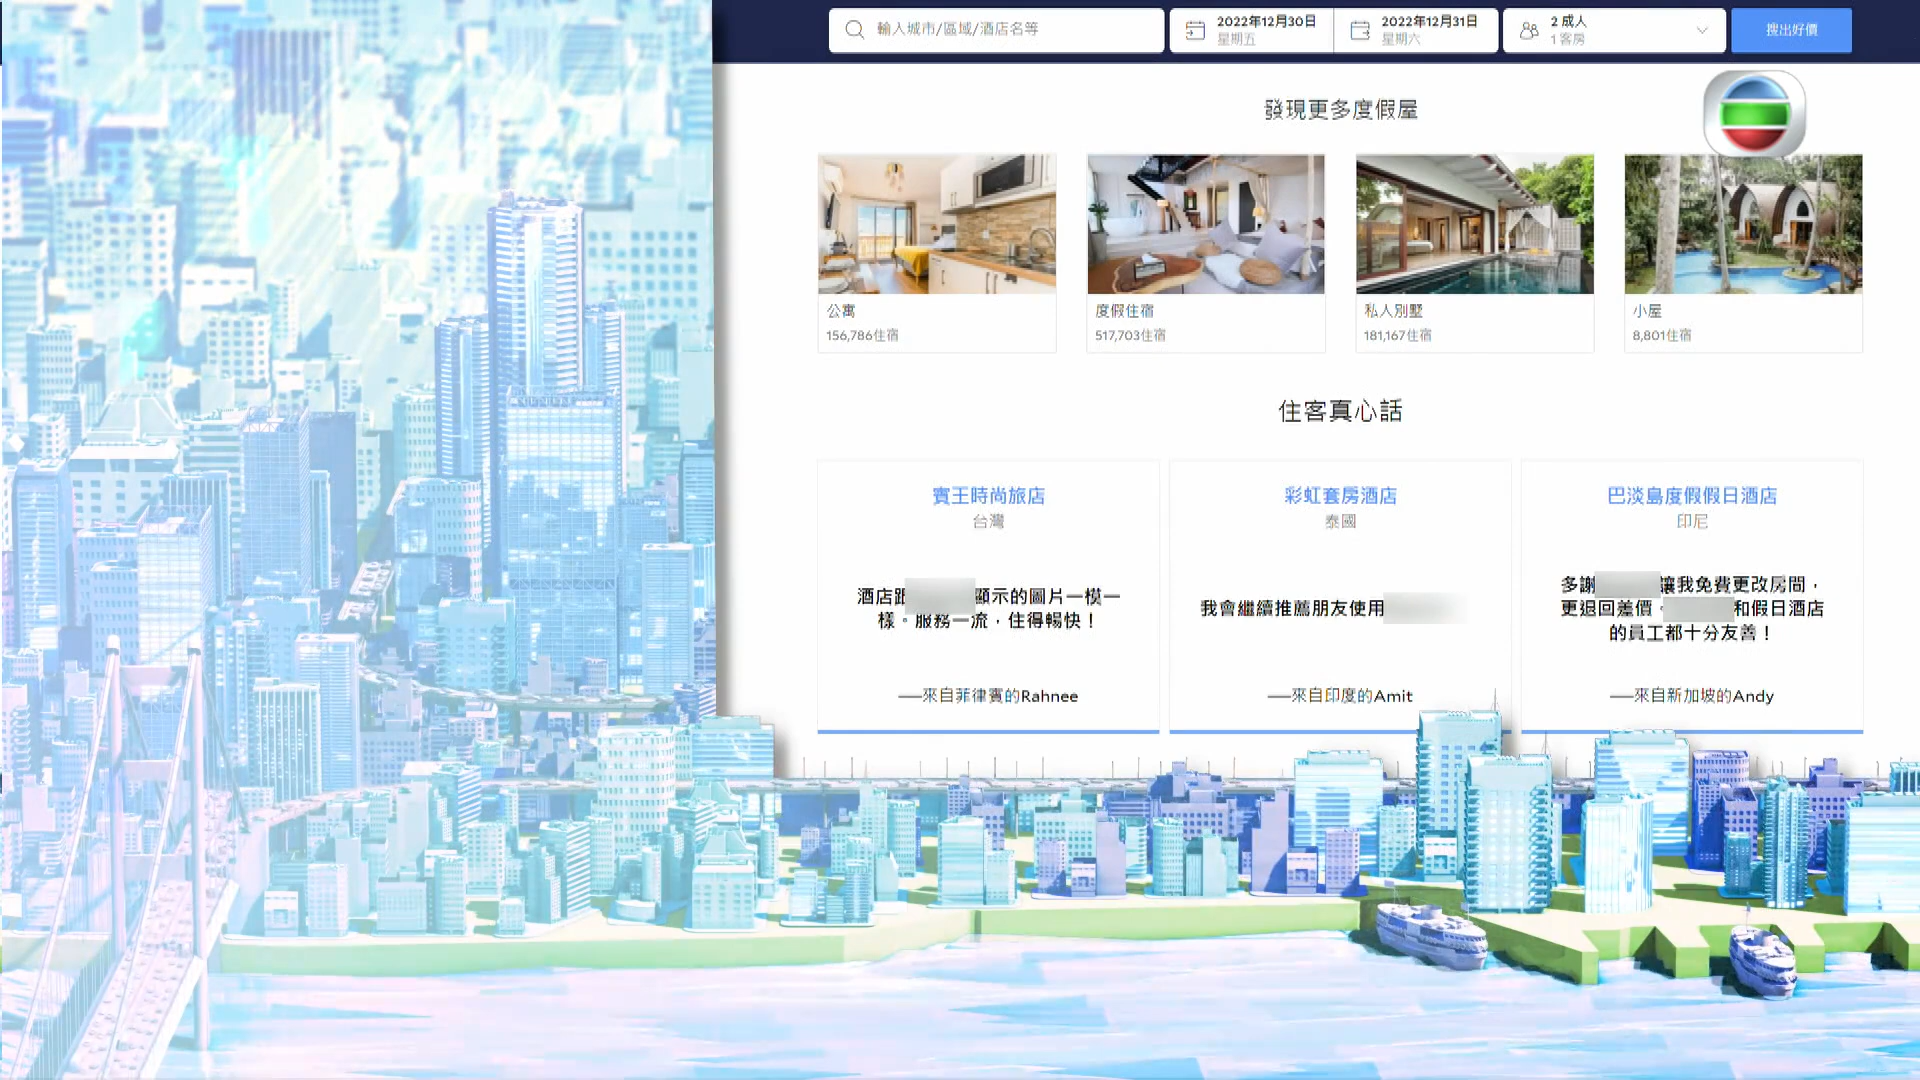 輸入城市/區域/酒店名等
2022年12月30日
星期五
2022年12月31日
星期六
2 成人
1 客房
搜出好價
發現更多度假屋
公寓
156,786住宿
度假住宿
517,703住宿
私人別墅
181,167住宿
小屋
8,801住宿
住客真心話
賓王時尚旅店
台灣
酒店跟 顯示的圖片一模一
樣。服務一流，住得暢快！
──來自菲律賓的Rahnee
彩虹套房酒店
泰國
我會繼續推薦朋友使用
──來自印度的Amit
巴淡島度假假日酒店
印尼
多謝 讓我免費更改房間，
更退回差價。 和假日酒店
的員工都十分友善！
──來自新加坡的Andy